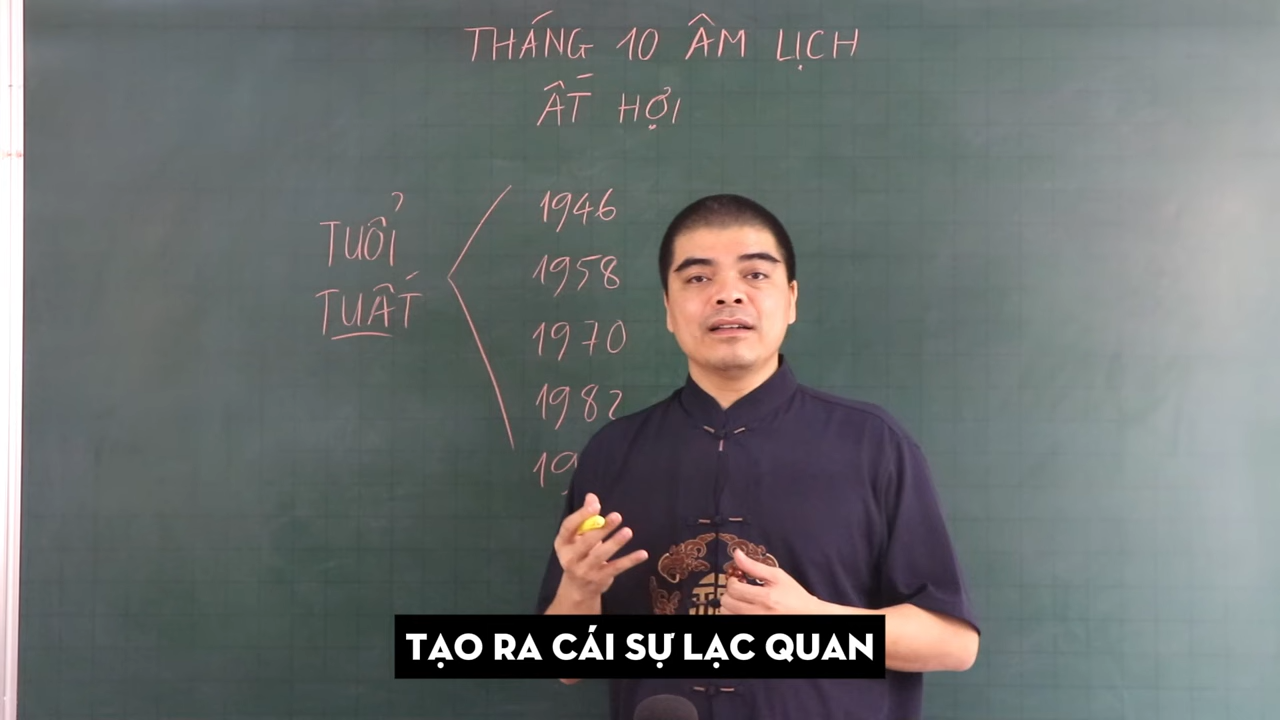 THÁNG 10 ÂM LỊCH
ẤT HỢI
TUỔI
TUẤT
1946
1958
1970
1982
TẠO RA CÁI SỰ LẠC QUAN